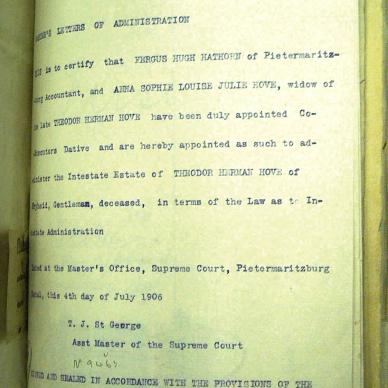 LETTERS OF ADMINISTRATION
is to certify that FERGUS HUGH HATHORN of Pietermaritz-
Accountant, and ANNA SOPHIE LOUISE JULIE HOVE, widow of
late THEODOR HERMAN HOVE have been duly appointed Co-
Dative and are hereby appointed as such to ad-
minister the Intestate Estate of THEODOR HERMAN HOVE of
Gentleman, deceased, in terms of the Law as to In-
Administration
at the Master's Office, Supreme Court, Pietermaritzburg
this 4th day of July 1906
T. J. St George
Asst Master of the Supreme Court
AND SEALED IN ACCORDANCE WITH THE PROVISIONS OF THE